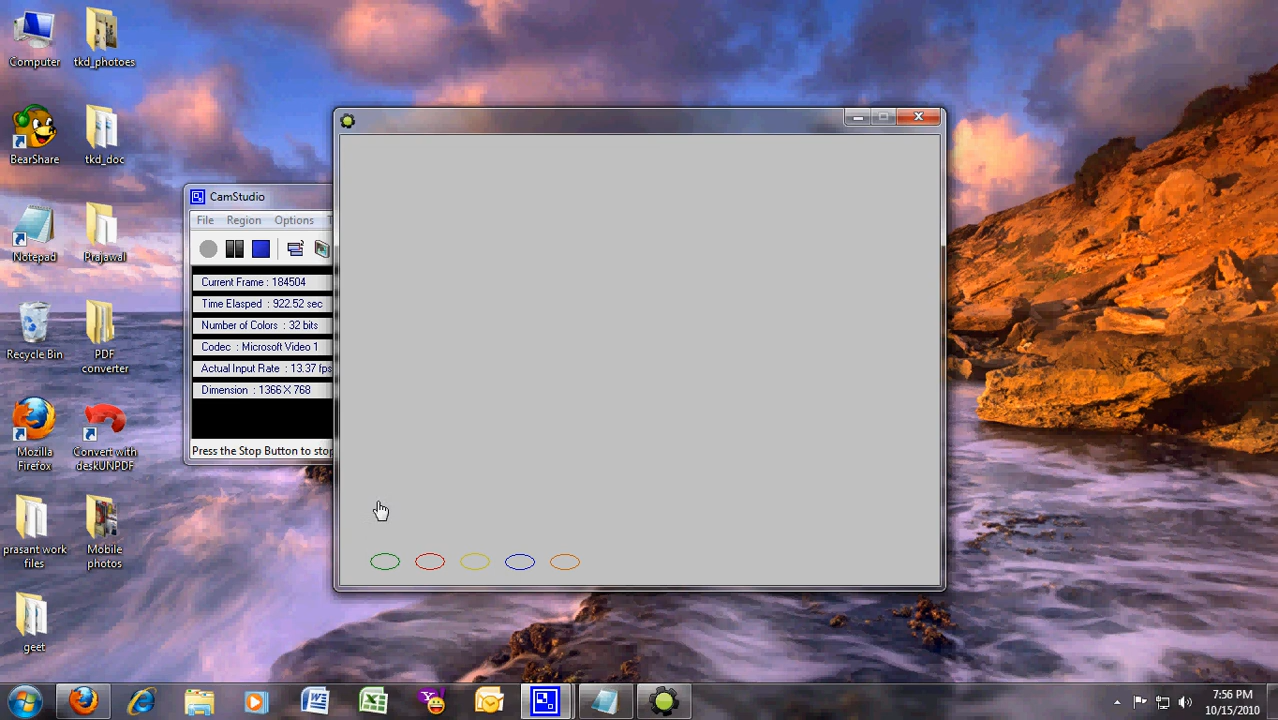 Computer
tkd_photoes
BearShare
tkd_doc
Notepad
Prajawal
Recycle Bin
PDF
converter
Mozilla
Firefox
Convert with
deskUNPDF
prasant work
files
Mobile
photos
geet
CamStudio
File Region Options T
Current Frame : 184504
Time Elasped : 922.52 sec
Number of Colors : 32 bits
Codec : Microsoft Video 1
Actual Input Rate : 13.37 fps
Dimension : 1366 X 768
Press the Stop Button to stop
7:56 PM
10/15/2010